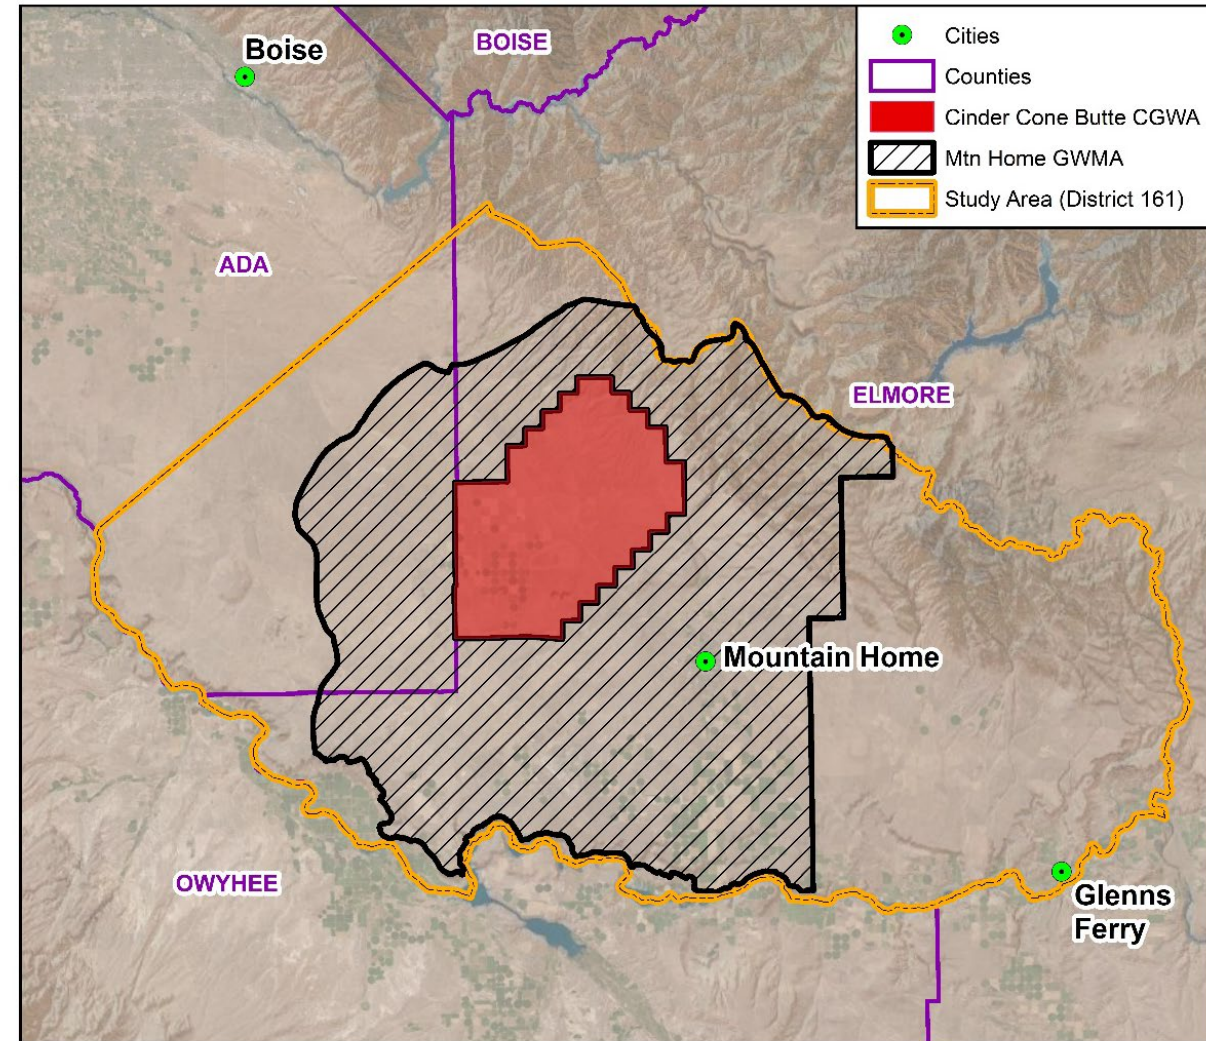 Boise
BOISE
Cities
Counties
Cinder Cone Butte CGWA
Mtn Home GWMA
Study Area (District 161)
ADA
ELMORE
Mountain Home
OWYHEE
Glenns
Ferry